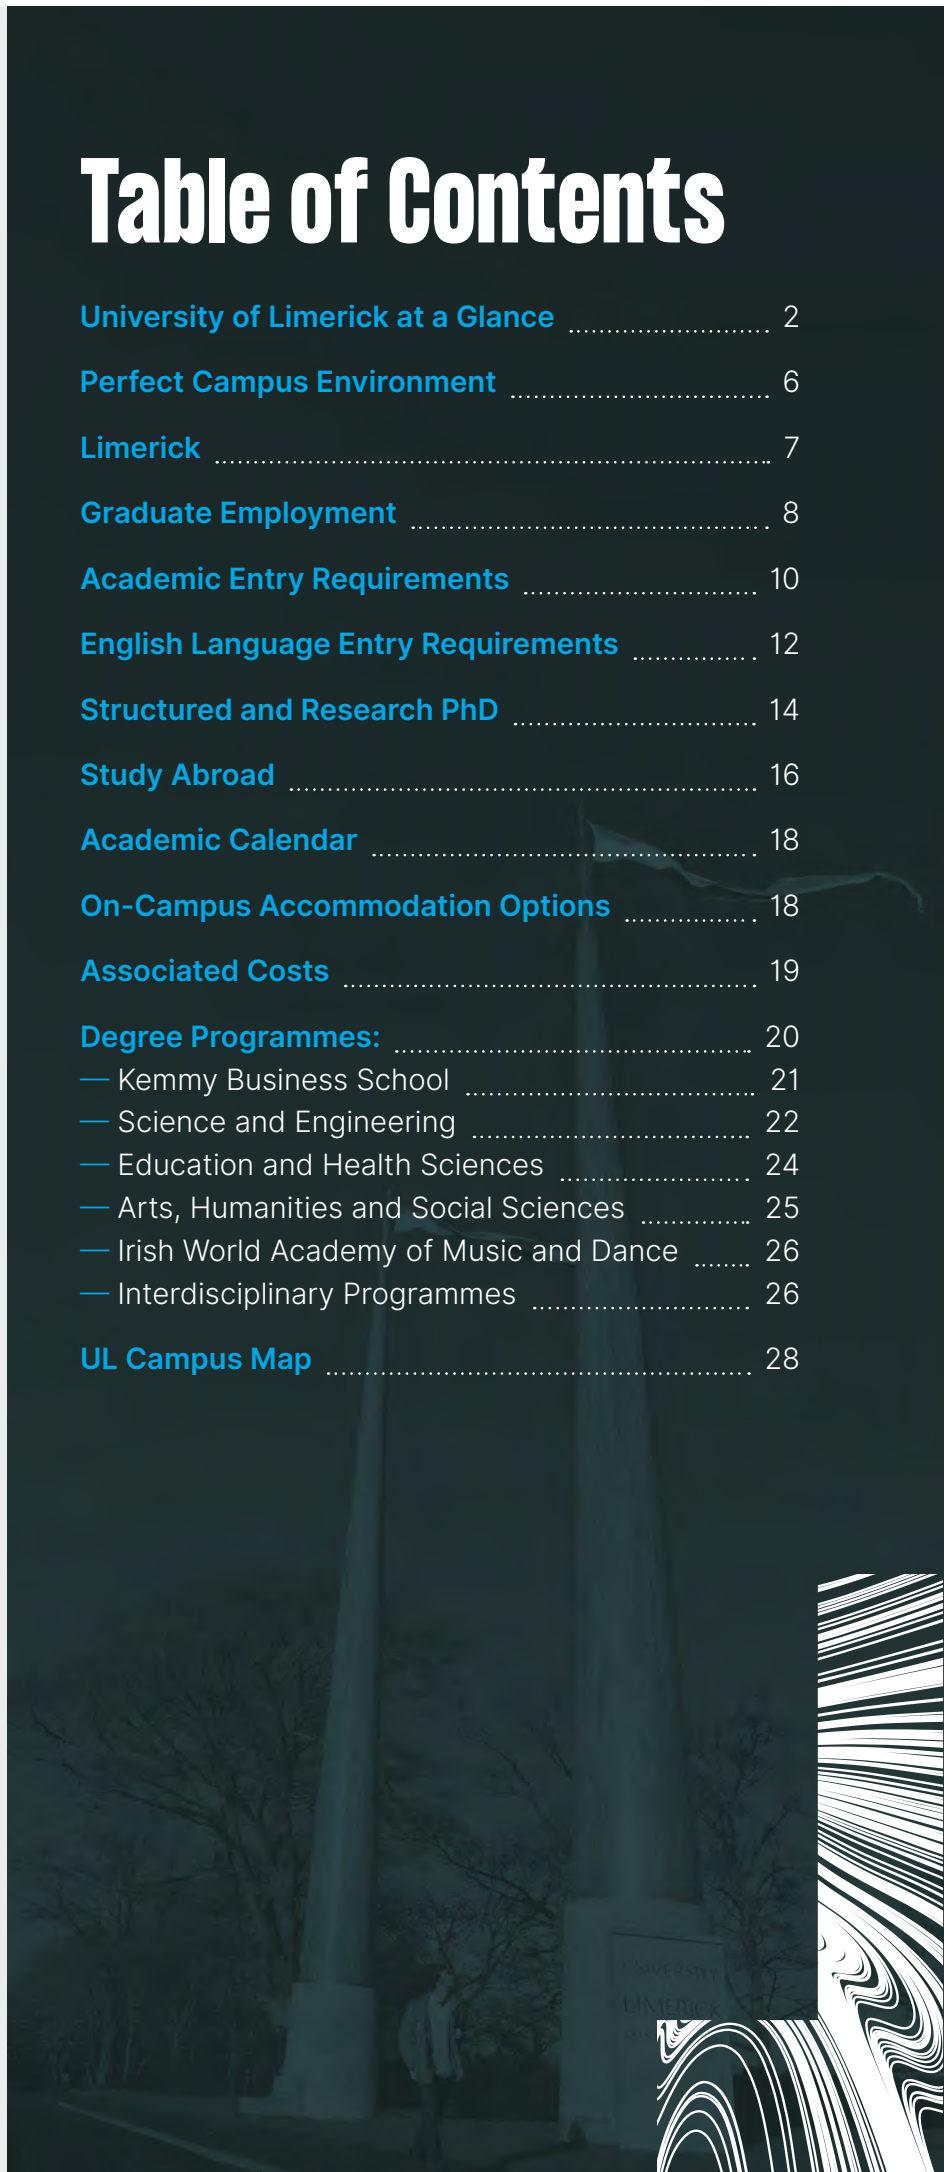 Table of Contents
University of Limerick at a Glance 2
Perfect Campus Environment 6
Limerick 7
Graduate Employment 8
Academic Entry Requirements 10
English Language Entry Requirements 12
Structured and Research PhD 14
Study Abroad 16
Academic Calendar 18
On-Campus Accommodation Options 18
Associated Costs 19
Degree Programmes: 20
— Kemmy Business School 21
— Science and Engineering 22
— Education and Health Sciences 24
— Arts, Humanities and Social Sciences 25
— Irish World Academy of Music and Dance 26
— Interdisciplinary Programmes 26
UL Campus Map 28
UNIVERSITY
LIMERICK